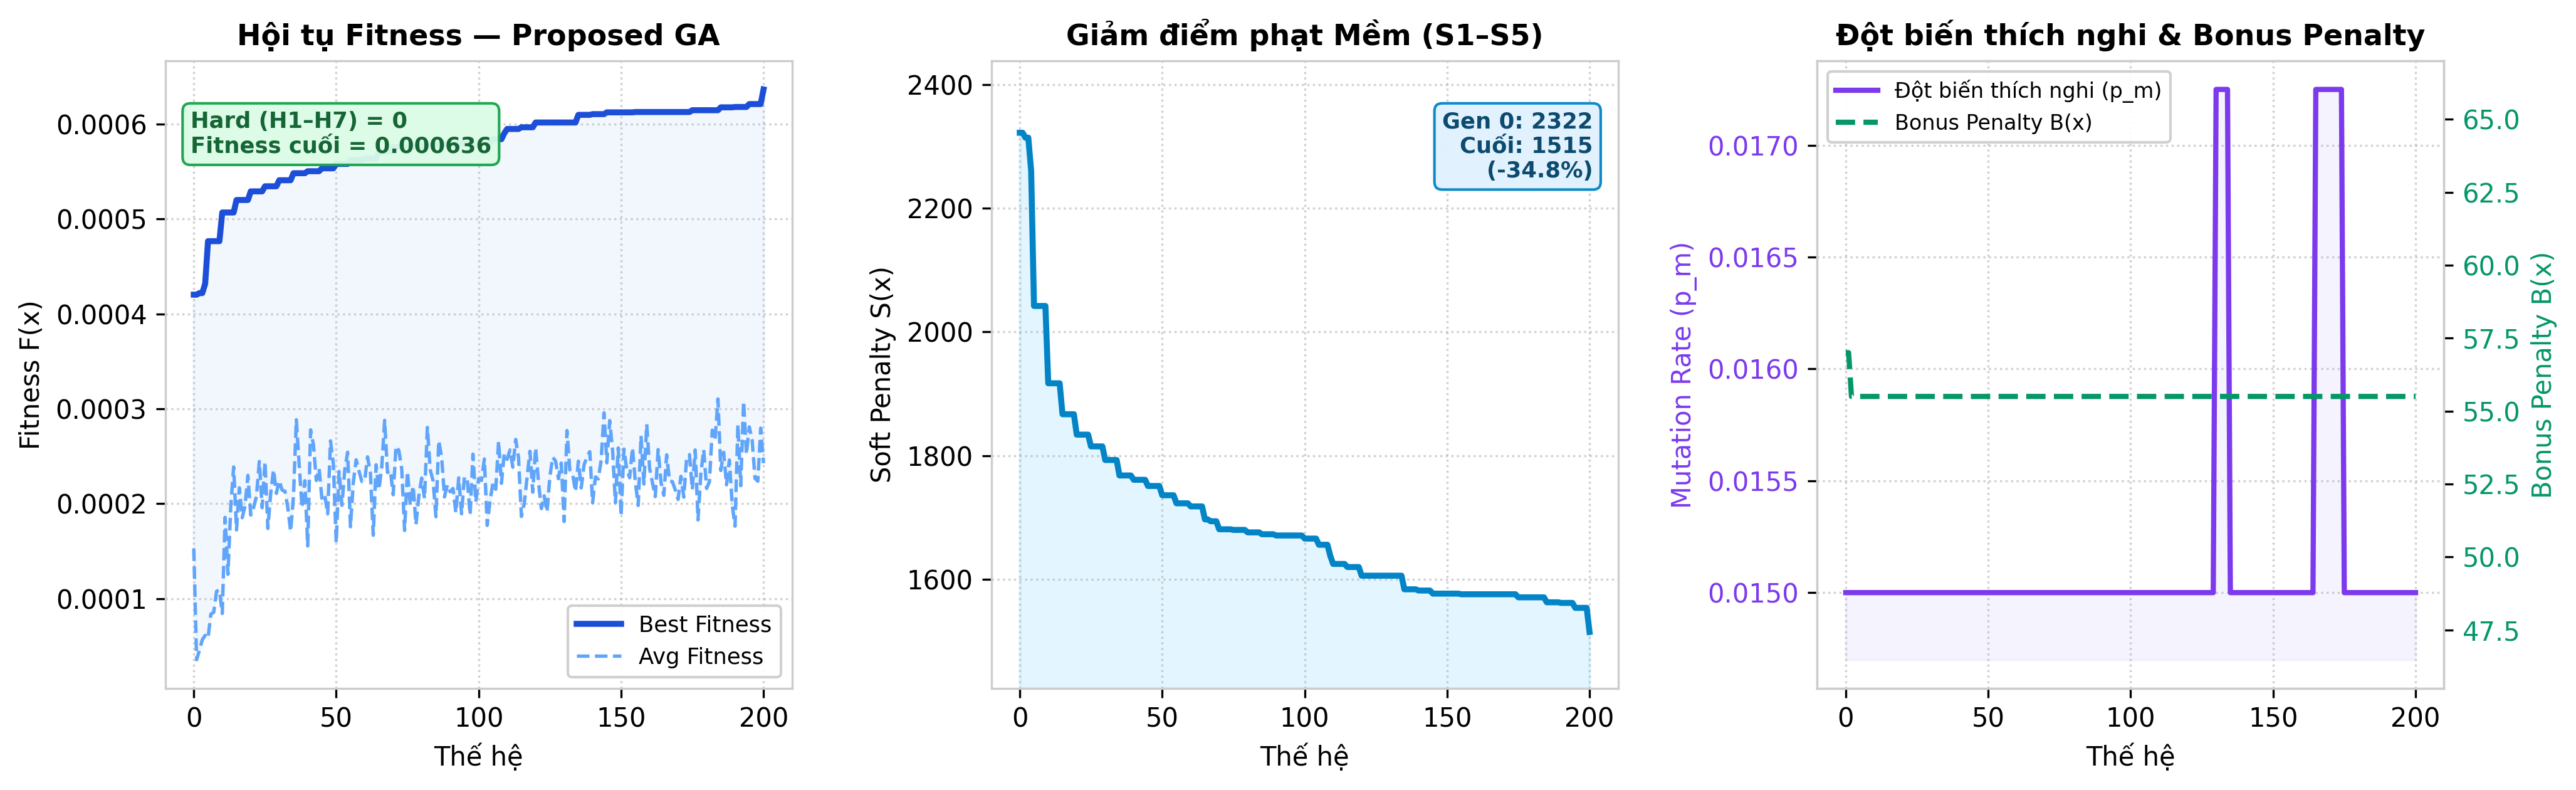 Hội tụ Fitness — Proposed GA
Fitness F(x)
0.0006
0.0005
0.0004
0.0003
0.0002
0.0001
Hard (H1–H7) = 0
Fitness cuối = 0.000636
Best Fitness
Avg Fitness
0 50 100 150 200
Thế hệ
Giảm điểm phạt Mềm (S1–S5)
Soft Penalty S(x)
2400
2200
2000
1800
1600
Gen 0: 2322
Cuối: 1515
(-34.8%)
0 50 100 150 200
Thế hệ
Đột biến thích nghi & Bonus Penalty
Mutation Rate (p_m)
0.0170
0.0165
0.0160
0.0155
0.0150
Đột biến thích nghi (p_m)
Bonus Penalty B(x)
65.0
62.5
60.0
57.5
55.0
52.5
50.0
47.5
Bonus Penalty B(x)
0 50 100 150 200
Thế hệ